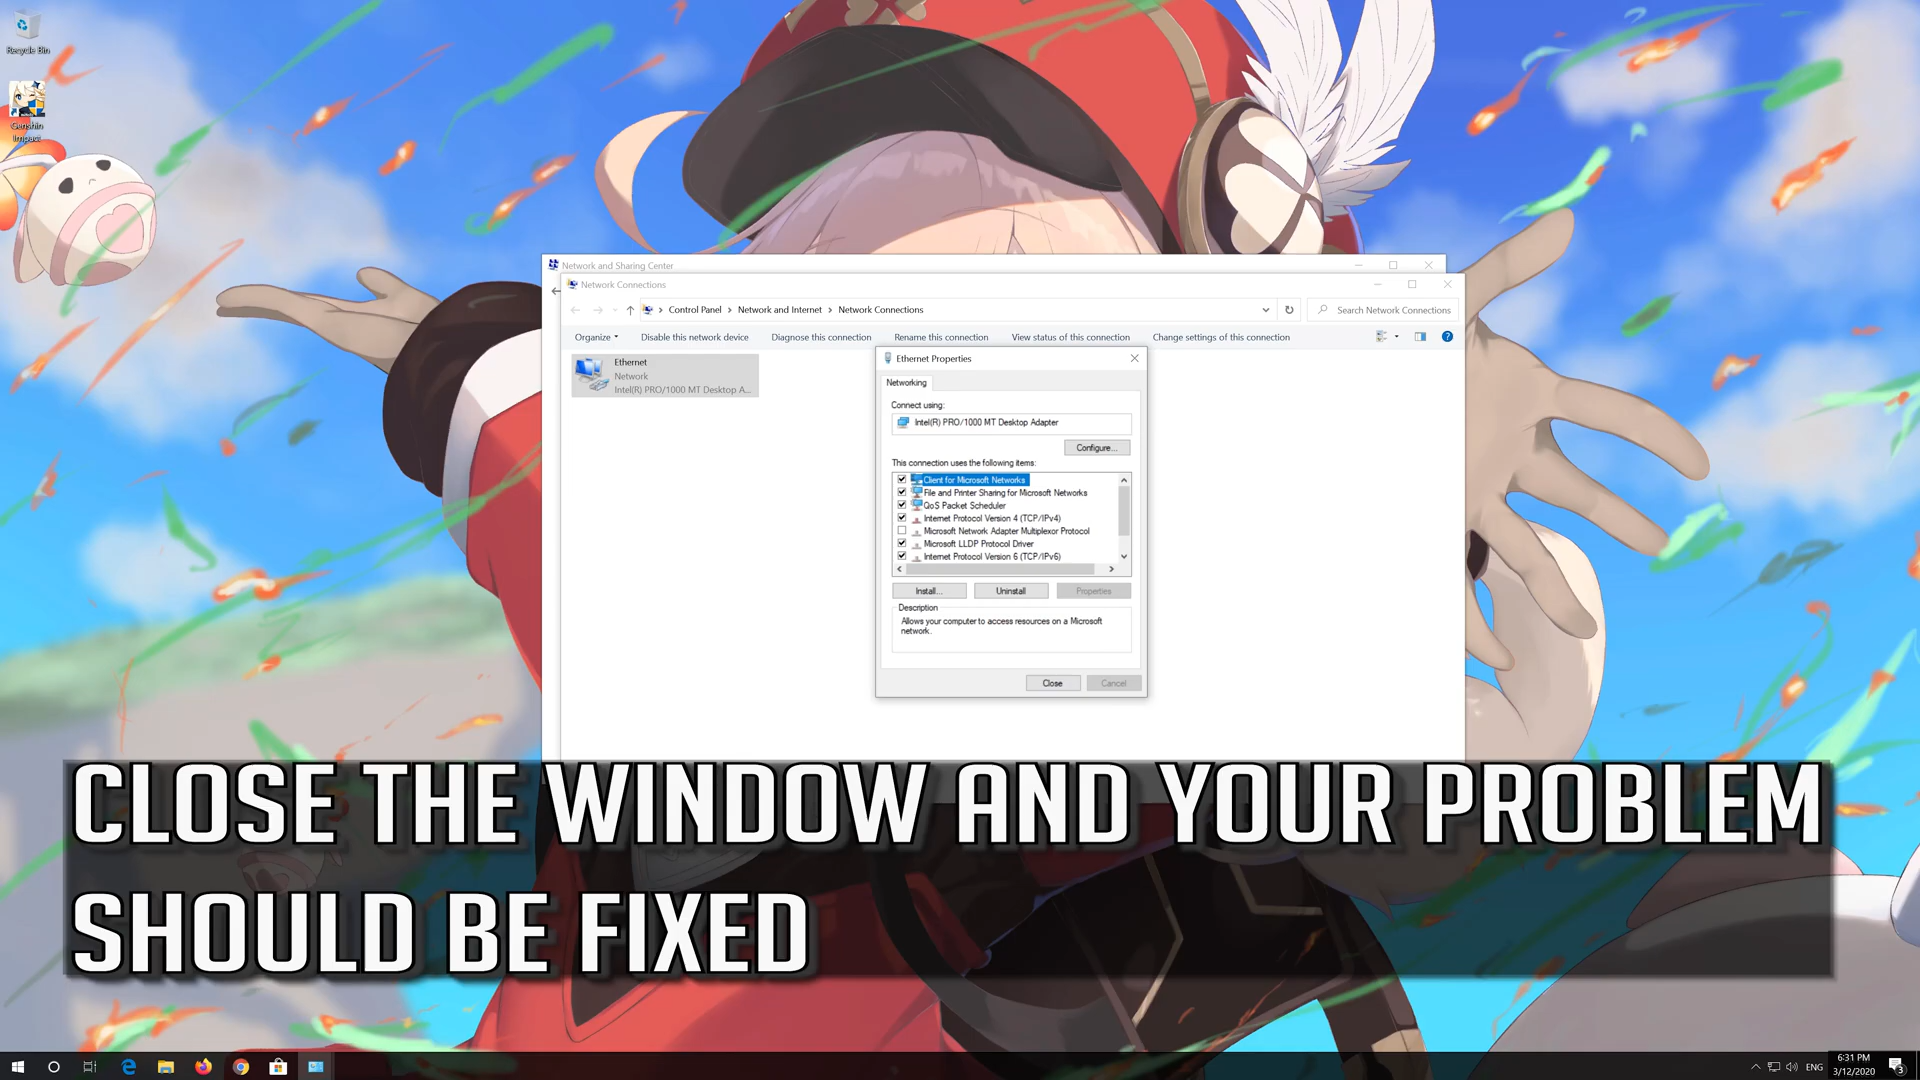 Recycle Bin
Genshin
Impact
Network and Sharing Center
Network Connections
Control Panel > Network and Internet > Network Connections
Search Network Connections
Organize
Disable this network device
Diagnose this connection
Rename this connection
View status of this connection
Change settings of this connection
Ethernet
Network
Intel(R) PRO/1000 MT Desktop A...
Ethernet Properties
Networking
Connect using:
Intel(R) PRO/1000 MT Desktop Adapter
Configure...
This connection uses the following items:
Client for Microsoft Networks
File and Printer Sharing for Microsoft Networks
QoS Packet Scheduler
Internet Protocol Version 4 (TCP/IPv4)
Microsoft Network Adapter Multiplexor Protocol
Microsoft LLDP Protocol Driver
Internet Protocol Version 6 (TCP/IPv6)
Install...
Uninstall
Properties
Description
Allows your computer to access resources on a Microsoft
network.
Close
Cancel
CLOSE THE WINDOW AND YOUR PROBLEM
SHOULD BE FIXED
ENG
6:31 PM
3/12/2020
3